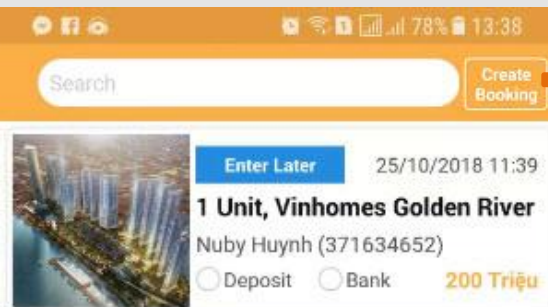 78% 13:38
Search
Create
Booking
Enter Later 25/10/2018 11:39
1 Unit, Vinhomes Golden River
Nuby Huynh (371634652)
Deposit Bank 200 Triệu